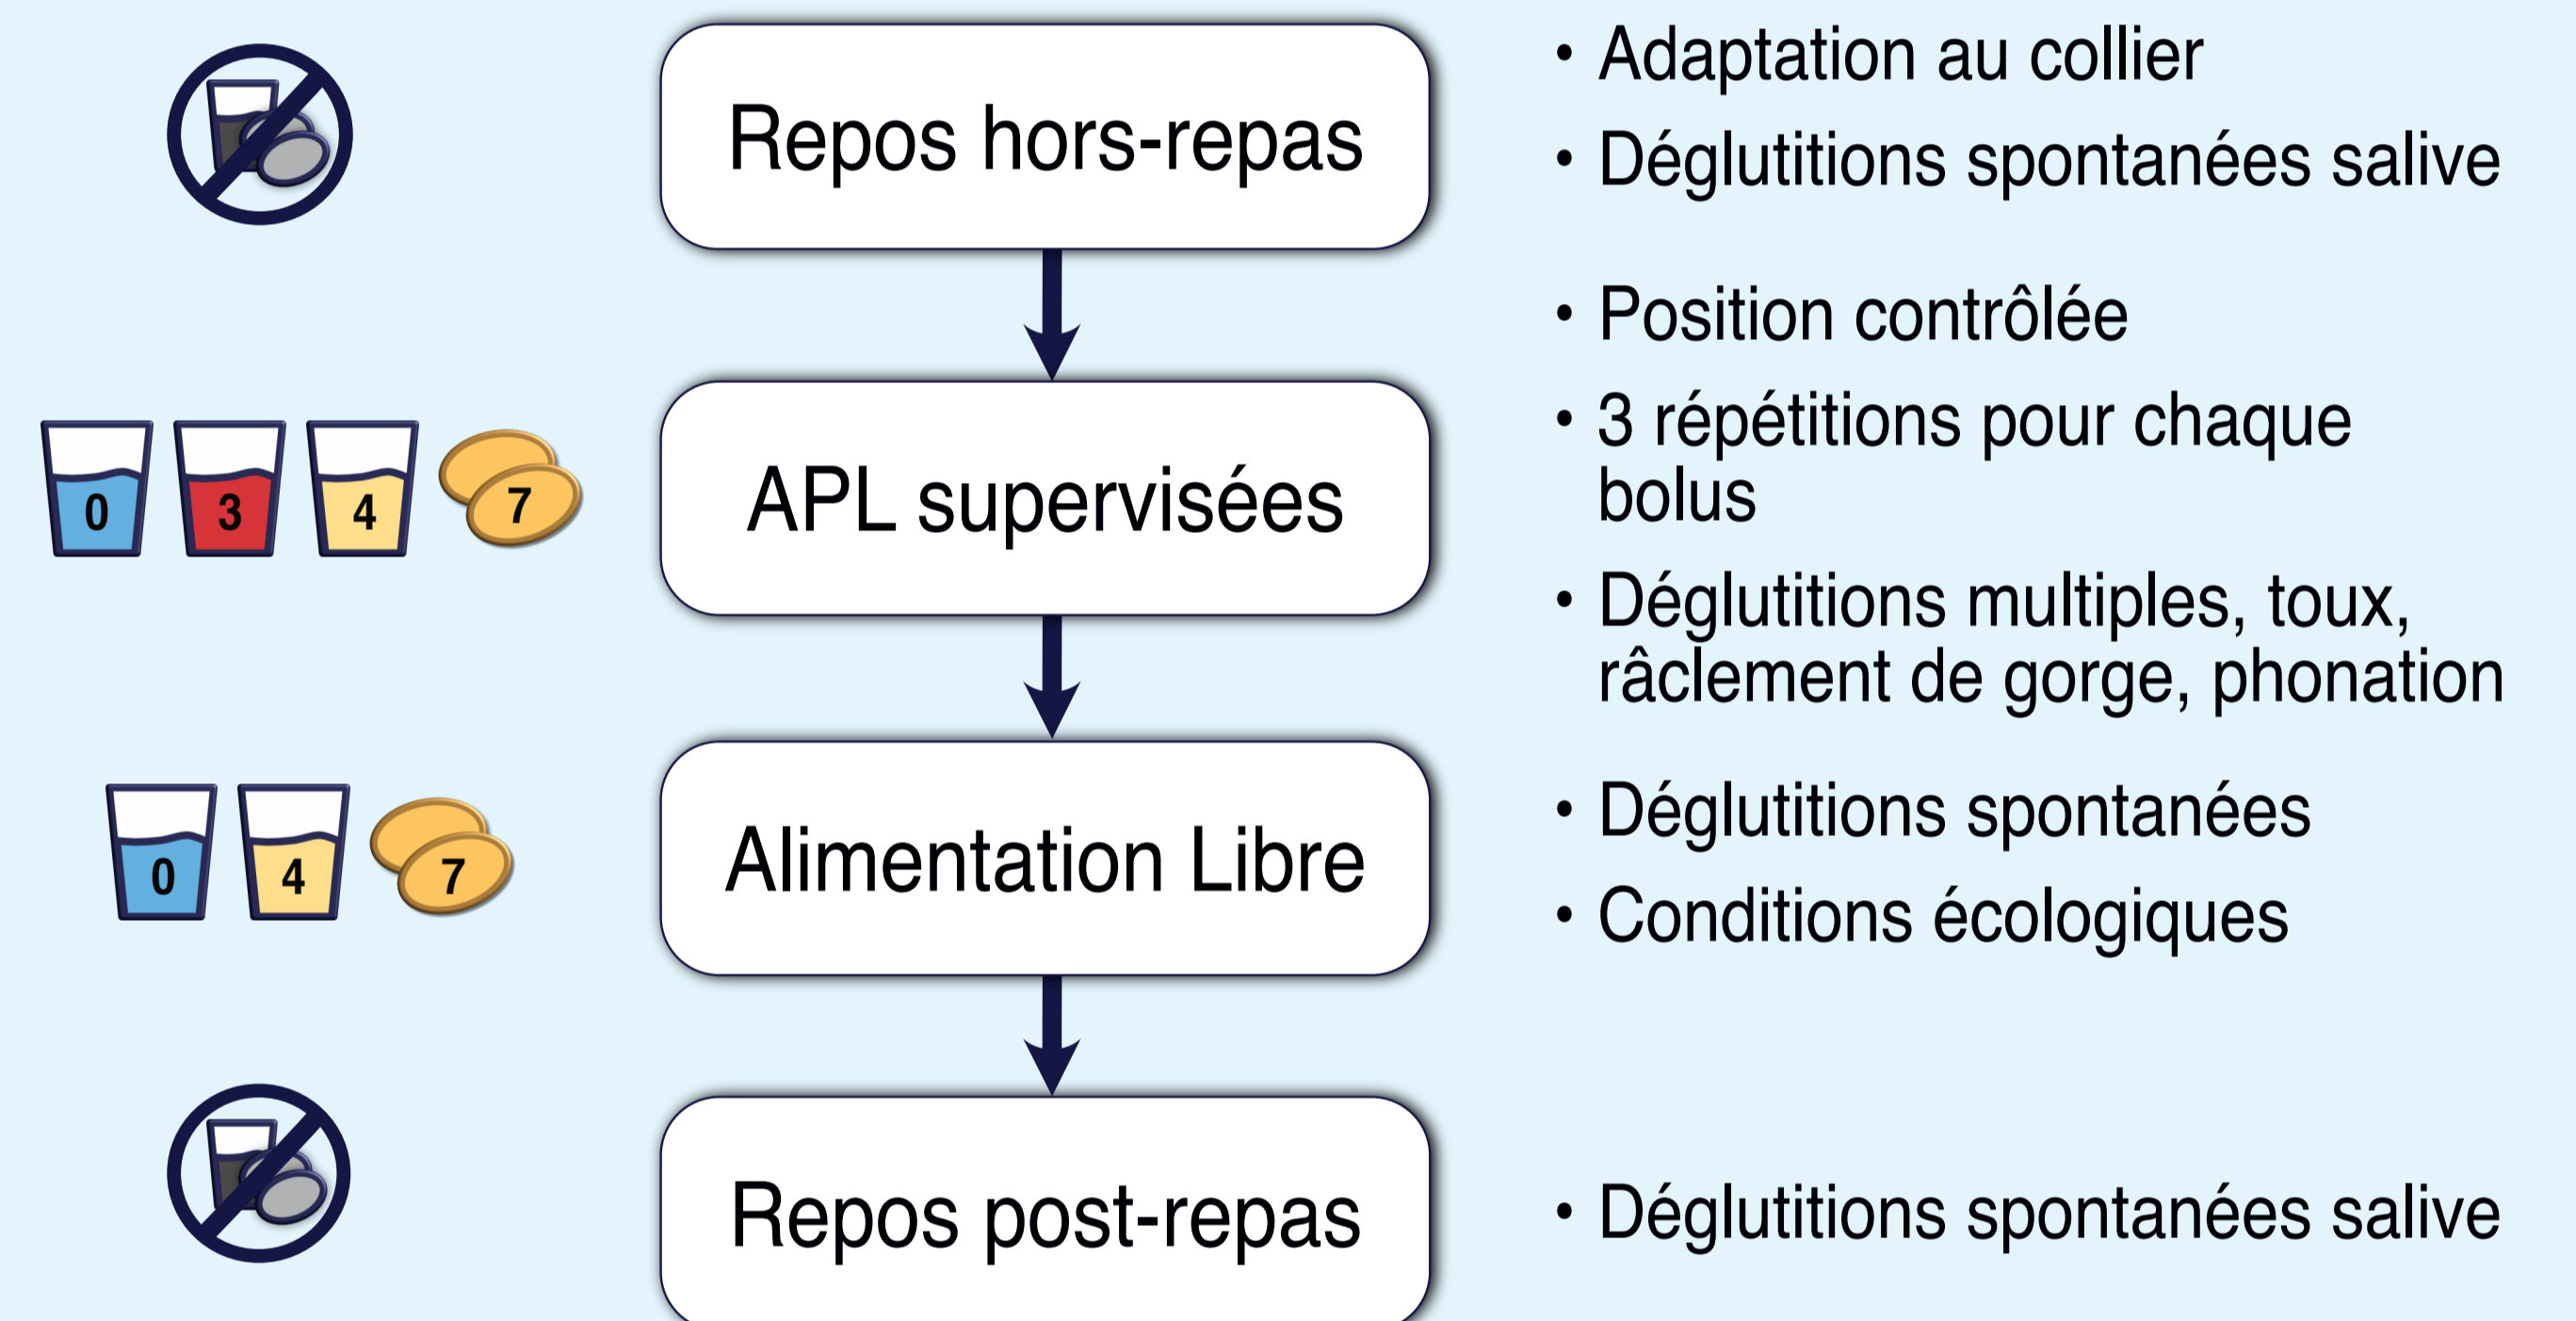 Repos hors-repas
• Adaptation au collier
• Déglutitions spontanées salive
0 3 4 7
APL supervisées
• Position contrôlée
• 3 répétitions pour chaque
bolus
• Déglutitions multiples, toux,
râclement de gorge, phonation
0 4 7
Alimentation Libre
• Déglutitions spontanées
• Conditions écologiques
Repos post-repas
• Déglutitions spontanées salive